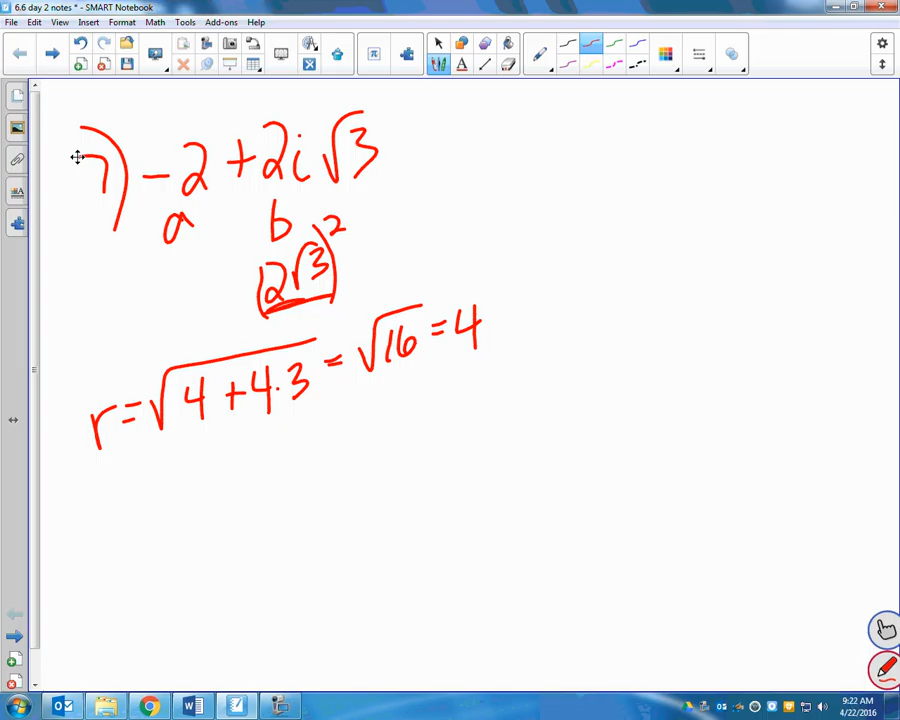 6.6 day 2 notes * - SMART Notebook
File Edit View Insert Format Math Tools Add-ons Help
7) -2 + 2i √3
a b
(2√3)²
r = √(4 + 4·3) = √16 = 4
9:22 AM
4/22/2016